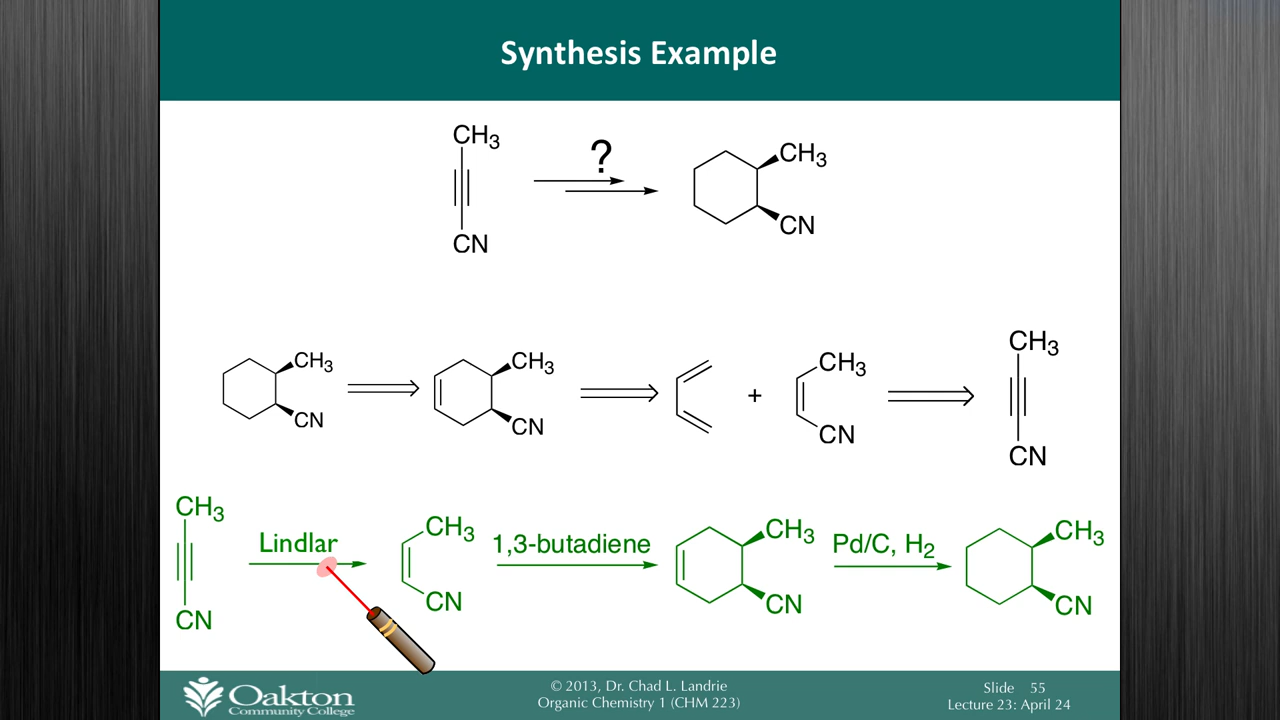 Synthesis Example
CH3
?
CN
CH3
CN
CH3
CN
CH3
CN
+
CH3
CN
CH3
CN
CH3
CN
Lindlar
CH3
CN
1,3-butadiene
CH3
CN
Pd/C, H2
CH3
CN
Oakton
Community College
© 2013, Dr. Chad L. Landrie
Organic Chemistry 1 (CHM 223)
Slide 55
Lecture 23: April 24